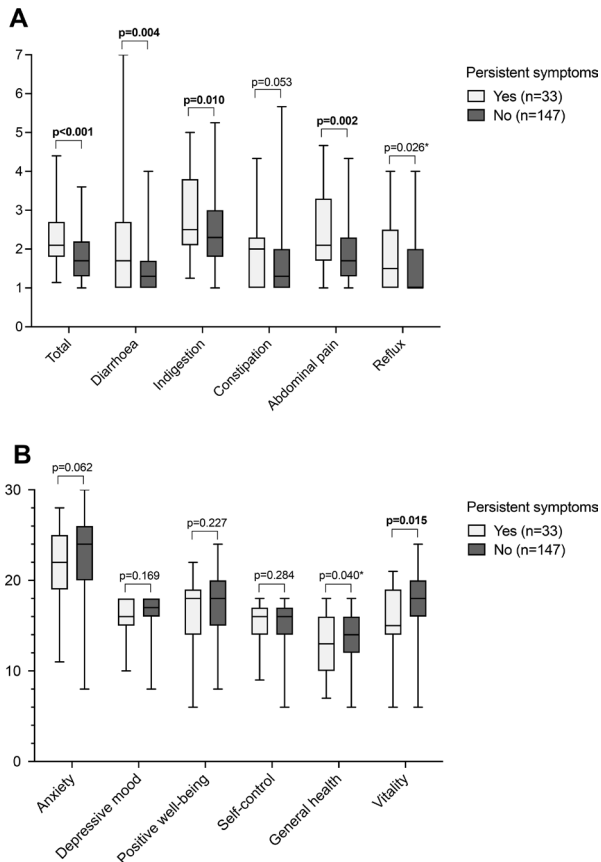 A
p=0.004
7
Persistent symptoms
p=0.053
Yes (n=33)
6
p=0.010
No (n=147)
p=0.002
5
p<0.001
p=0.026*
4
3
2
1
0
Total
Diarrhoea
Indigestion
Constipation
Abdominal pain
Reflux
B
p=0.062
30
Persistent symptoms
p=0.227
p=0.015
Yes (n=33)
No (n=147)
p=0.169
p=0.284
p=0.040*
20
10
0
Anxiety
Depressive mood
Positive well-being
Self-control
General health
Vitality